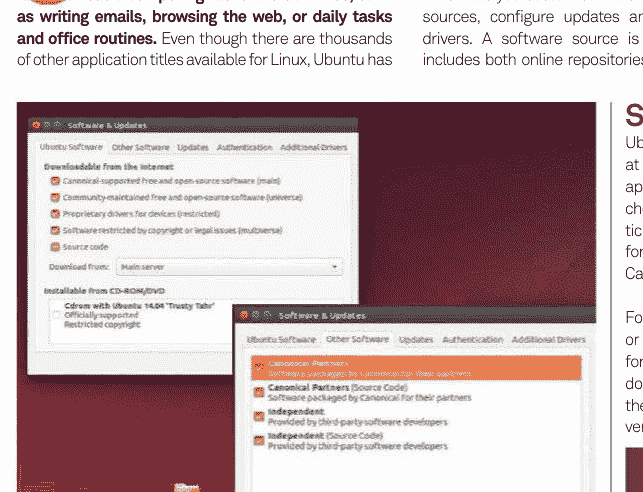 as writing emails, browsing the web, or daily tasks
and office routines. Even though there are thousands
of other application titles available for Linux, Ubuntu has
sources, configure updates
drivers. A software source is
includes both online repositories
Software & Updates
Ubuntu Software Other Software Updates Authentication Additional Drivers
Downloadable from the Internet
Canonical-supported free and open-source software (main)
Community-maintained free and open-source software (universe)
Proprietary drivers for devices (restricted)
Software restricted by copyright or legal issues (multiverse)
Source code
Download from: Main server
Installable from CD-ROM/DVD
Cdrom with Ubuntu 14.04 "Trusty Tahr"
Officially supported
Restricted copyright
Software & Updates
Ubuntu Software Other Software Updates Authentication Additional Drivers
Canonical Partners
Software packaged by Canonical for their partners
Canonical Partners (Source Code)
Software packaged by Canonical for their partners
Independent
Provided by third-party software developers
Independent (Source Code)
Provided by third-party software developers
S
Ub
at
ap
che
tic
for
Ca
Fo
or
for
do
the
ver